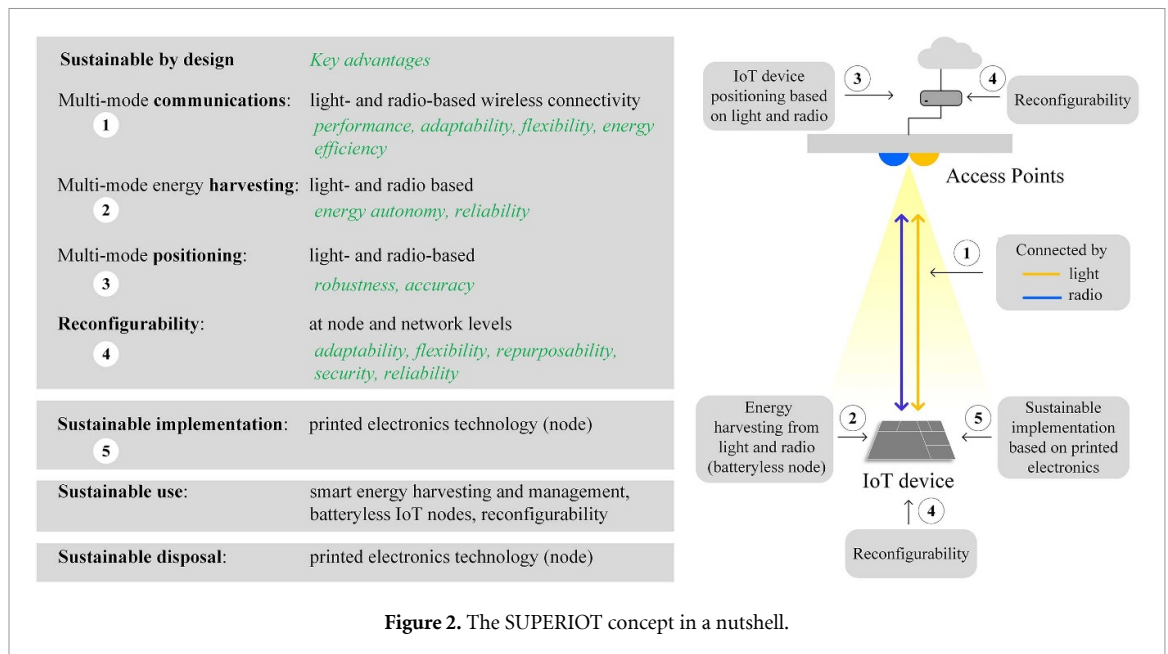 Sustainable by design Key advantages
Multi-mode communications: light- and radio-based wireless connectivity
1 performance, adaptability, flexibility, energy
efficiency
Multi-mode energy harvesting: light- and radio based
2 energy autonomy, reliability
Multi-mode positioning: light- and radio-based
3 robustness, accuracy
Reconfigurability: at node and network levels
4 adaptability, flexibility, repurposability,
security, reliability
Sustainable implementation: printed electronics technology (node)
5
Sustainable use: smart energy harvesting and management,
batteryless IoT nodes, reconfigurability
Sustainable disposal: printed electronics technology (node)
IoT device
positioning based
on light and radio
3
4
Reconfigurability
Access Points
1
Connected by
light
radio
Energy
harvesting from
light and radio
(batteryless node)
2
5
Sustainable
implementation
based on printed
electronics
IoT device
4
Reconfigurability
Figure 2. The SUPERIOT concept in a nutshell.